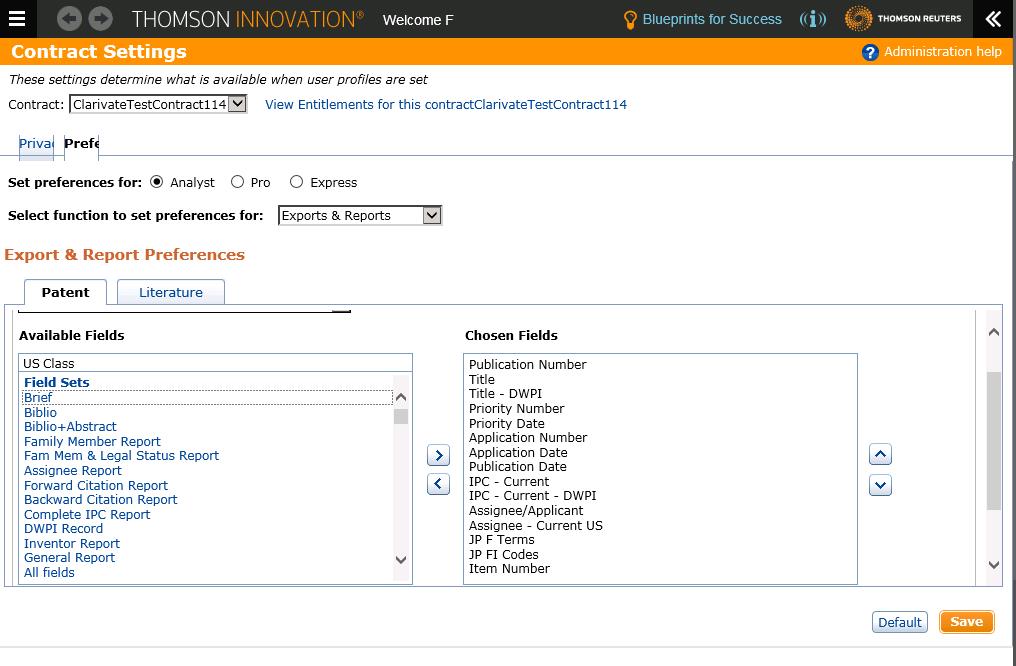 THOMSON INNOVATION® Welcome F Blueprints for Success THOMSON REUTERS
Contract Settings ? Administration help
These settings determine what is available when user profiles are set
Contract: ClarivateTestContract114 View Entitlements for this contractClarivateTestContract114
Priva Prefe
Set preferences for: Analyst Pro Express
Select function to set preferences for: Exports & Reports
Export & Report Preferences
Patent Literature
Available Fields Chosen Fields
US Class
Field Sets
Brief
Biblio
Biblio+Abstract
Family Member Report
Fam Mem & Legal Status Report
Assignee Report
Forward Citation Report
Backward Citation Report
Complete IPC Report
DWPI Record
Inventor Report
General Report
All fields
Publication Number
Title
Title - DWPI
Priority Number
Priority Date
Application Number
Application Date
Publication Date
IPC - Current
IPC - Current - DWPI
Assignee/Applicant
Assignee - Current US
JP F Terms
JP FI Codes
Item Number
Default Save